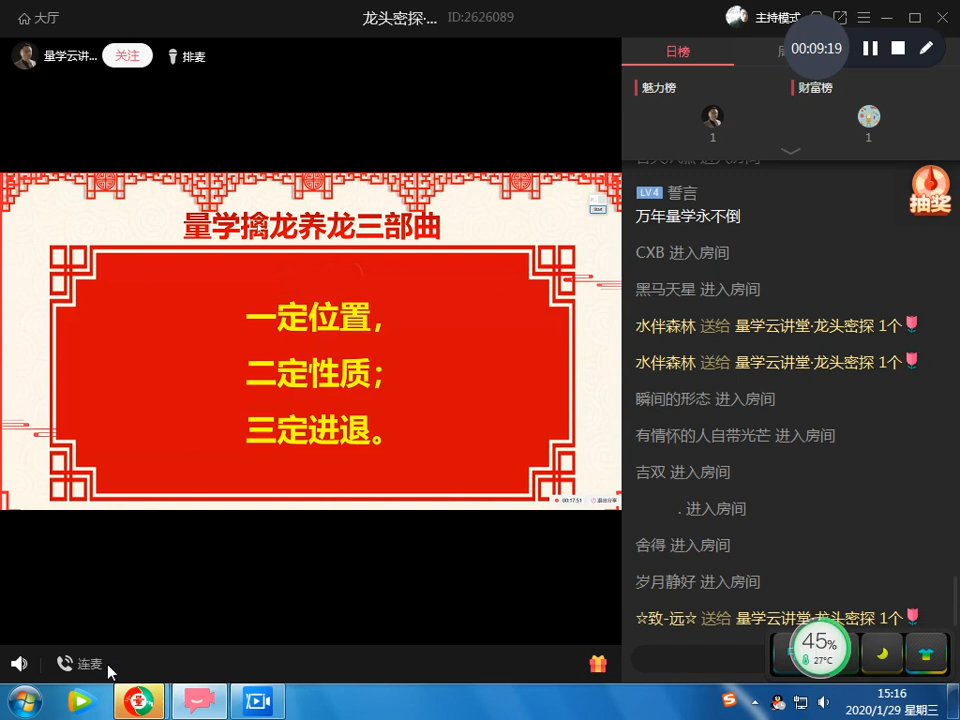 大厅
龙头密探-...
ID:2626089
主持模式
量学云讲...
关注
排麦
日榜
00:09:19
魅力榜
财富榜
1
1
LV 4 誓言
万年量学永不倒
抽奖
CXB 进入房间
黑马天星 进入房间
水伴森林 送给 量学云讲堂·龙头密探 1个
水伴森林 送给 量学云讲堂·龙头密探 1个
瞬间的形态 进入房间
有情怀的人自带光芒 进入房间
吉双 进入房间
. 进入房间
舍得 进入房间
岁月静好 进入房间
☆致-远☆ 送给 量学云讲堂·龙头密探 1个
量学擒龙养龙三部曲
一定位置，
二定性质；
三定进退。
00:17:51
退出分享
连麦
45%
27°C
15:16
2020/1/29 星期三